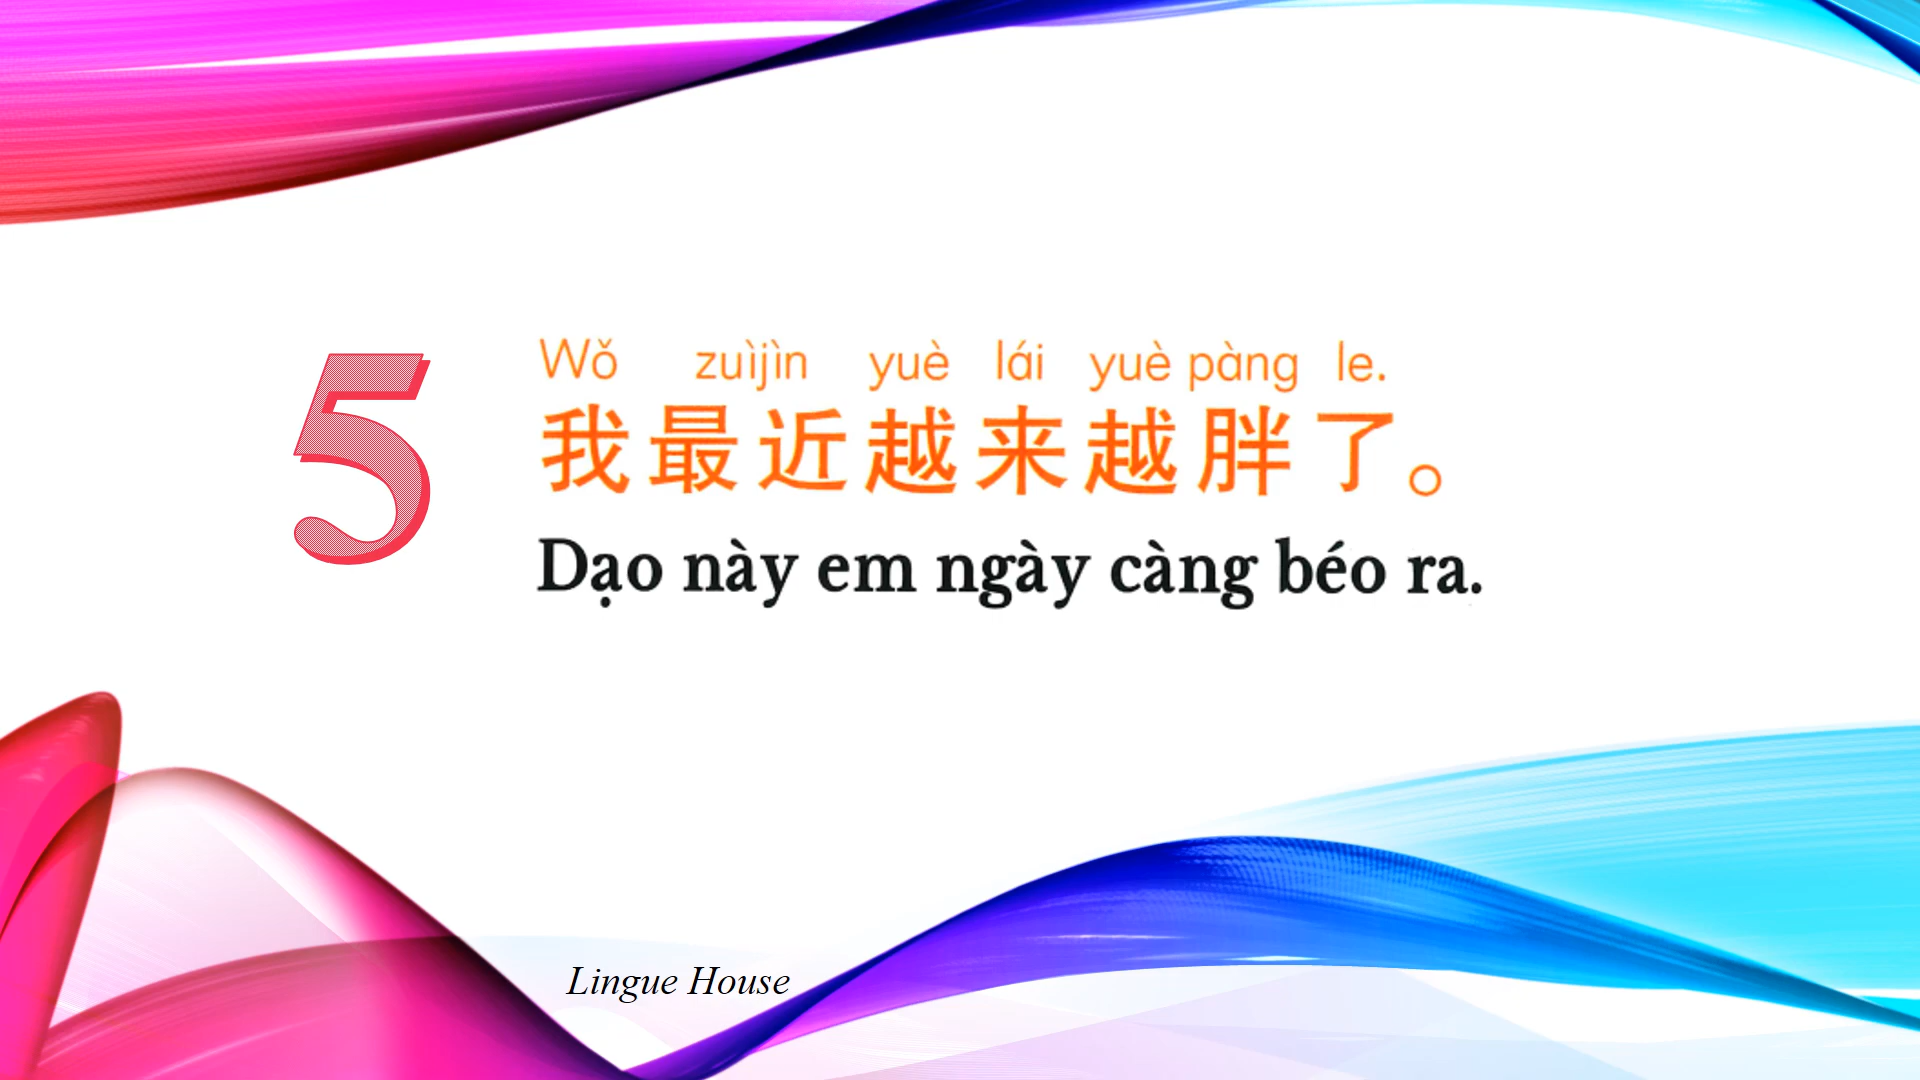 5
Wǒ zuìjìn yuè lái yuè pàng le.
我最近越来越胖了。
Dạo này em ngày càng béo ra.
Lingue House